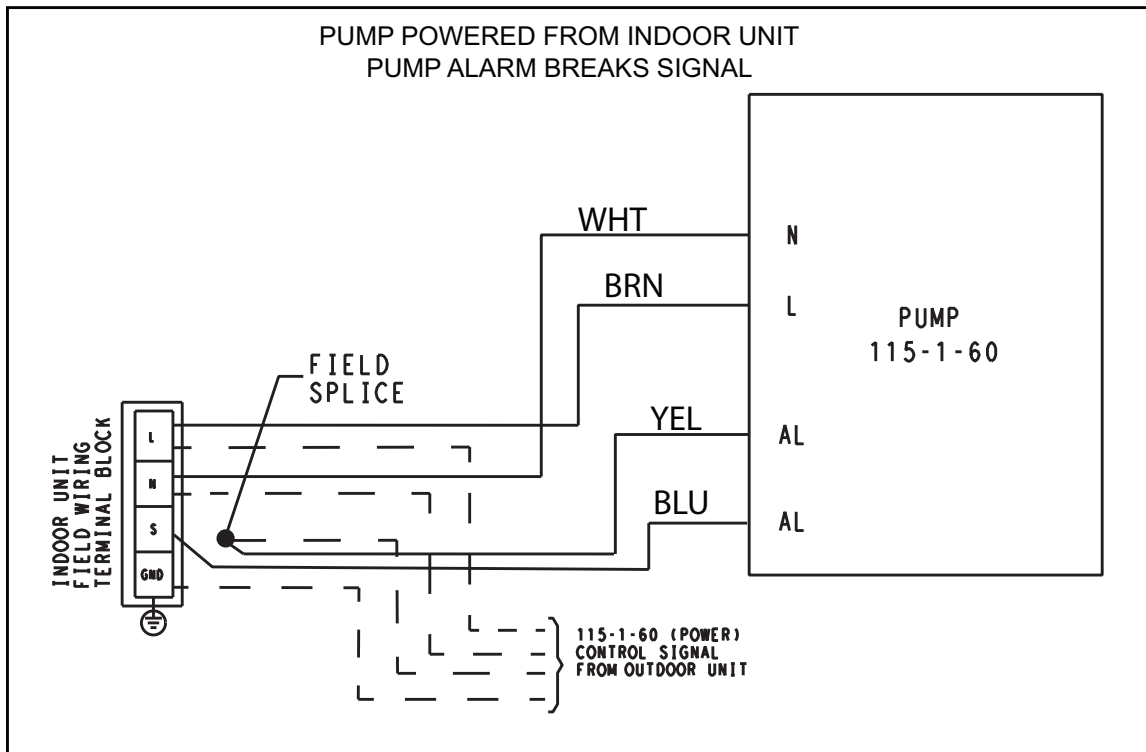 PUMP POWERED FROM INDOOR UNIT
PUMP ALARM BREAKS SIGNAL
WHT
N
BRN
L
PUMP
115-1-60
FIELD
SPLICE
YEL
AL
BLU
AL
INDOOR UNIT
FIELD WIRING
TERMINAL BLOCK
L
N
S
GND
115-1-60 (POWER)
CONTROL SIGNAL
FROM OUTDOOR UNIT